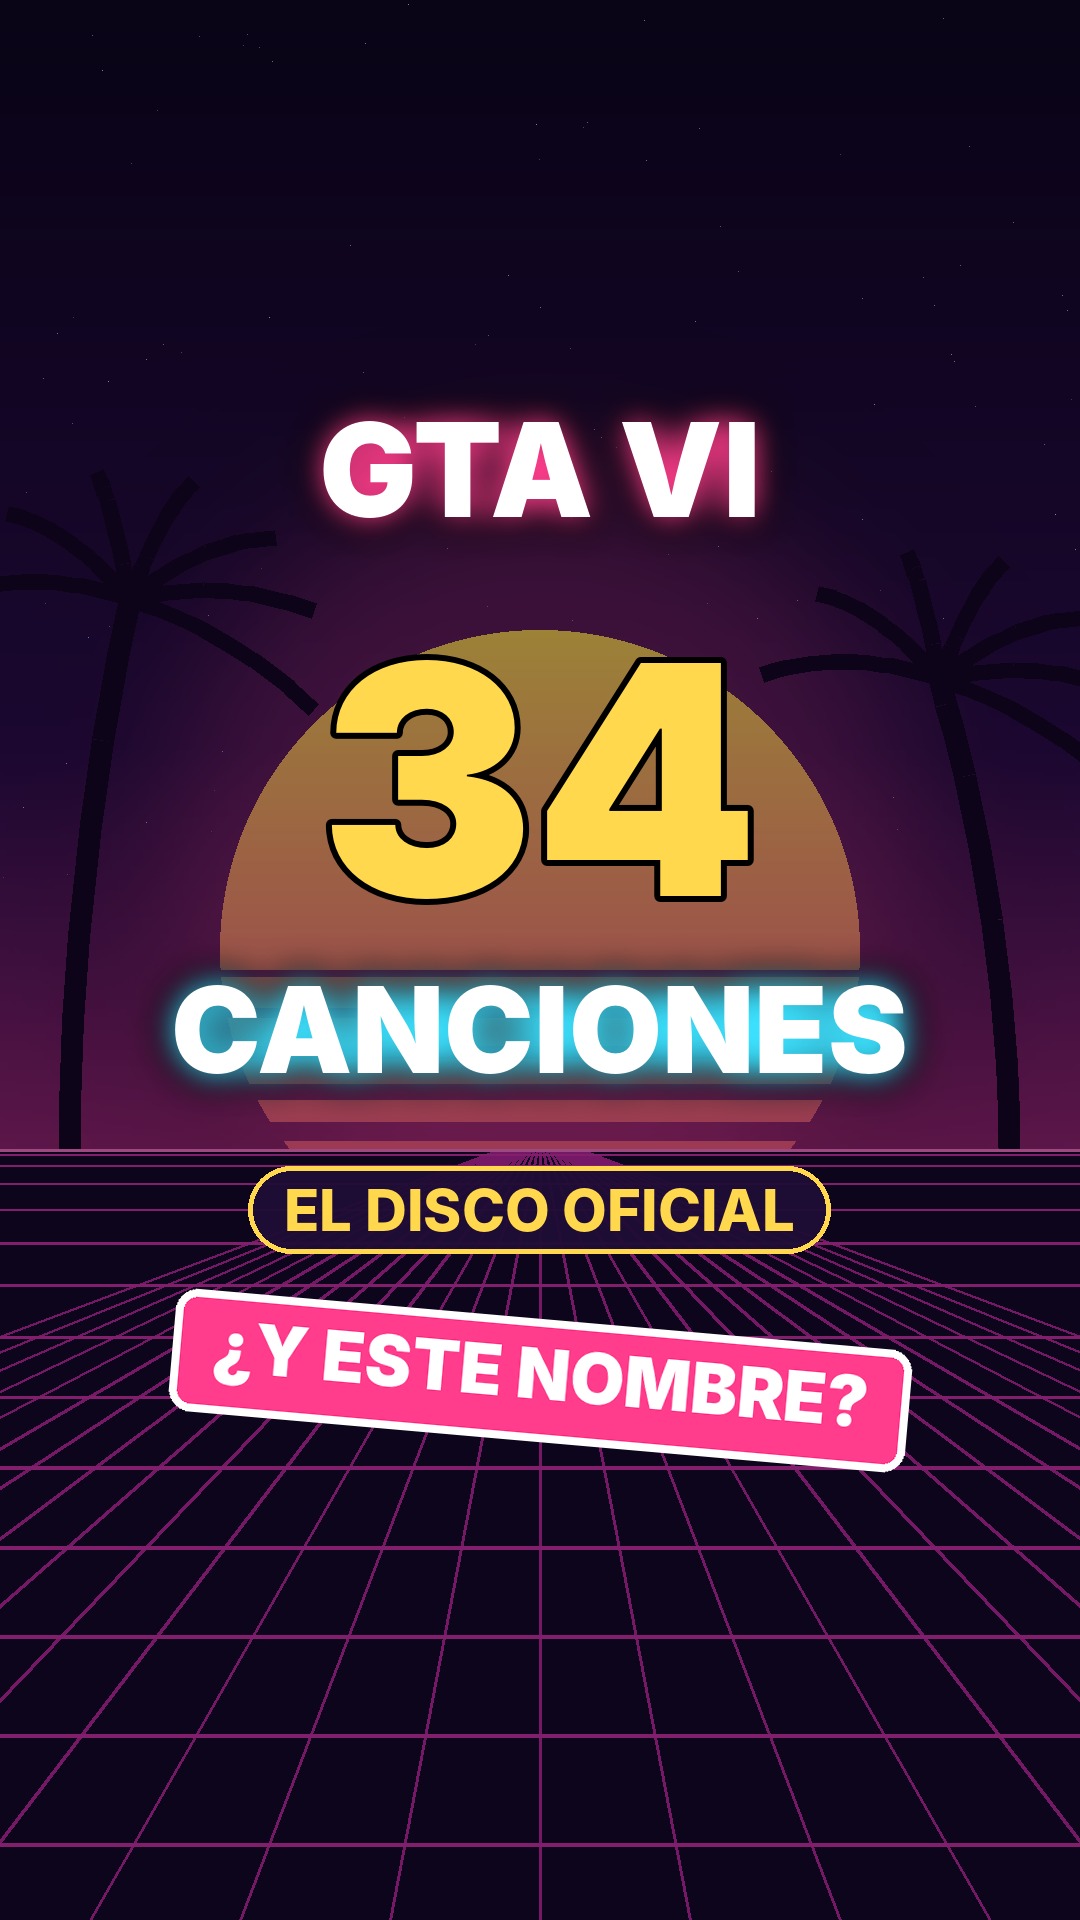 GTA VI
34
CANCIONES
EL DISCO OFICIAL
¿Y ESTE NOMBRE?